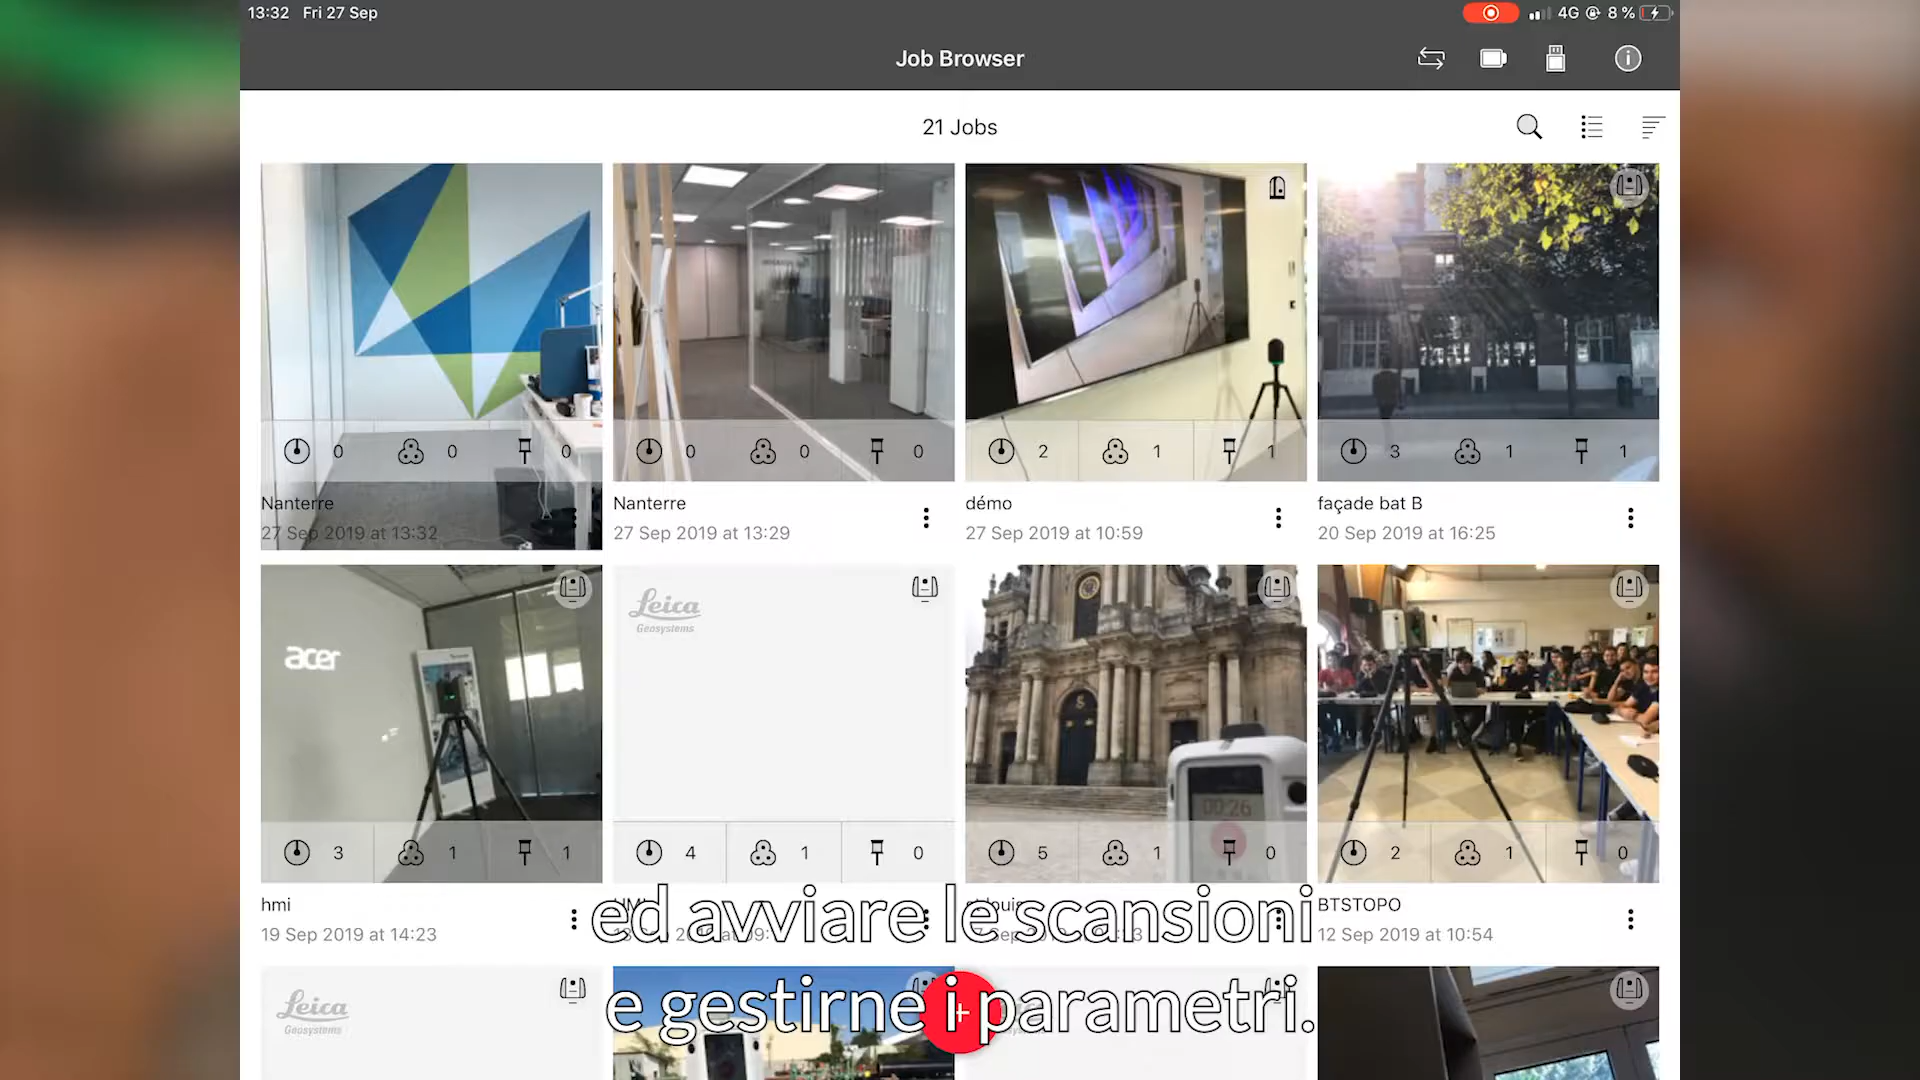 13:32 Fri 27 Sep
4G 8 %
Job Browser
21 Jobs
0 0 0
0 0 0
2 1 1
3 1 1
Nanterre
27 Sep 2019 at 13:32
Nanterre
27 Sep 2019 at 13:29
démo
27 Sep 2019 at 10:59
façade bat B
20 Sep 2019 at 16:25
acer
Leica
Geosystems
00:26
3 1 1
4 1 0
5 1 0
2 1 0
hmi
19 Sep 2019 at 14:23
BTSTOPO
12 Sep 2019 at 10:54
ed avviare le scansioni
e gestirne i parametri.
Leica
Geosystems